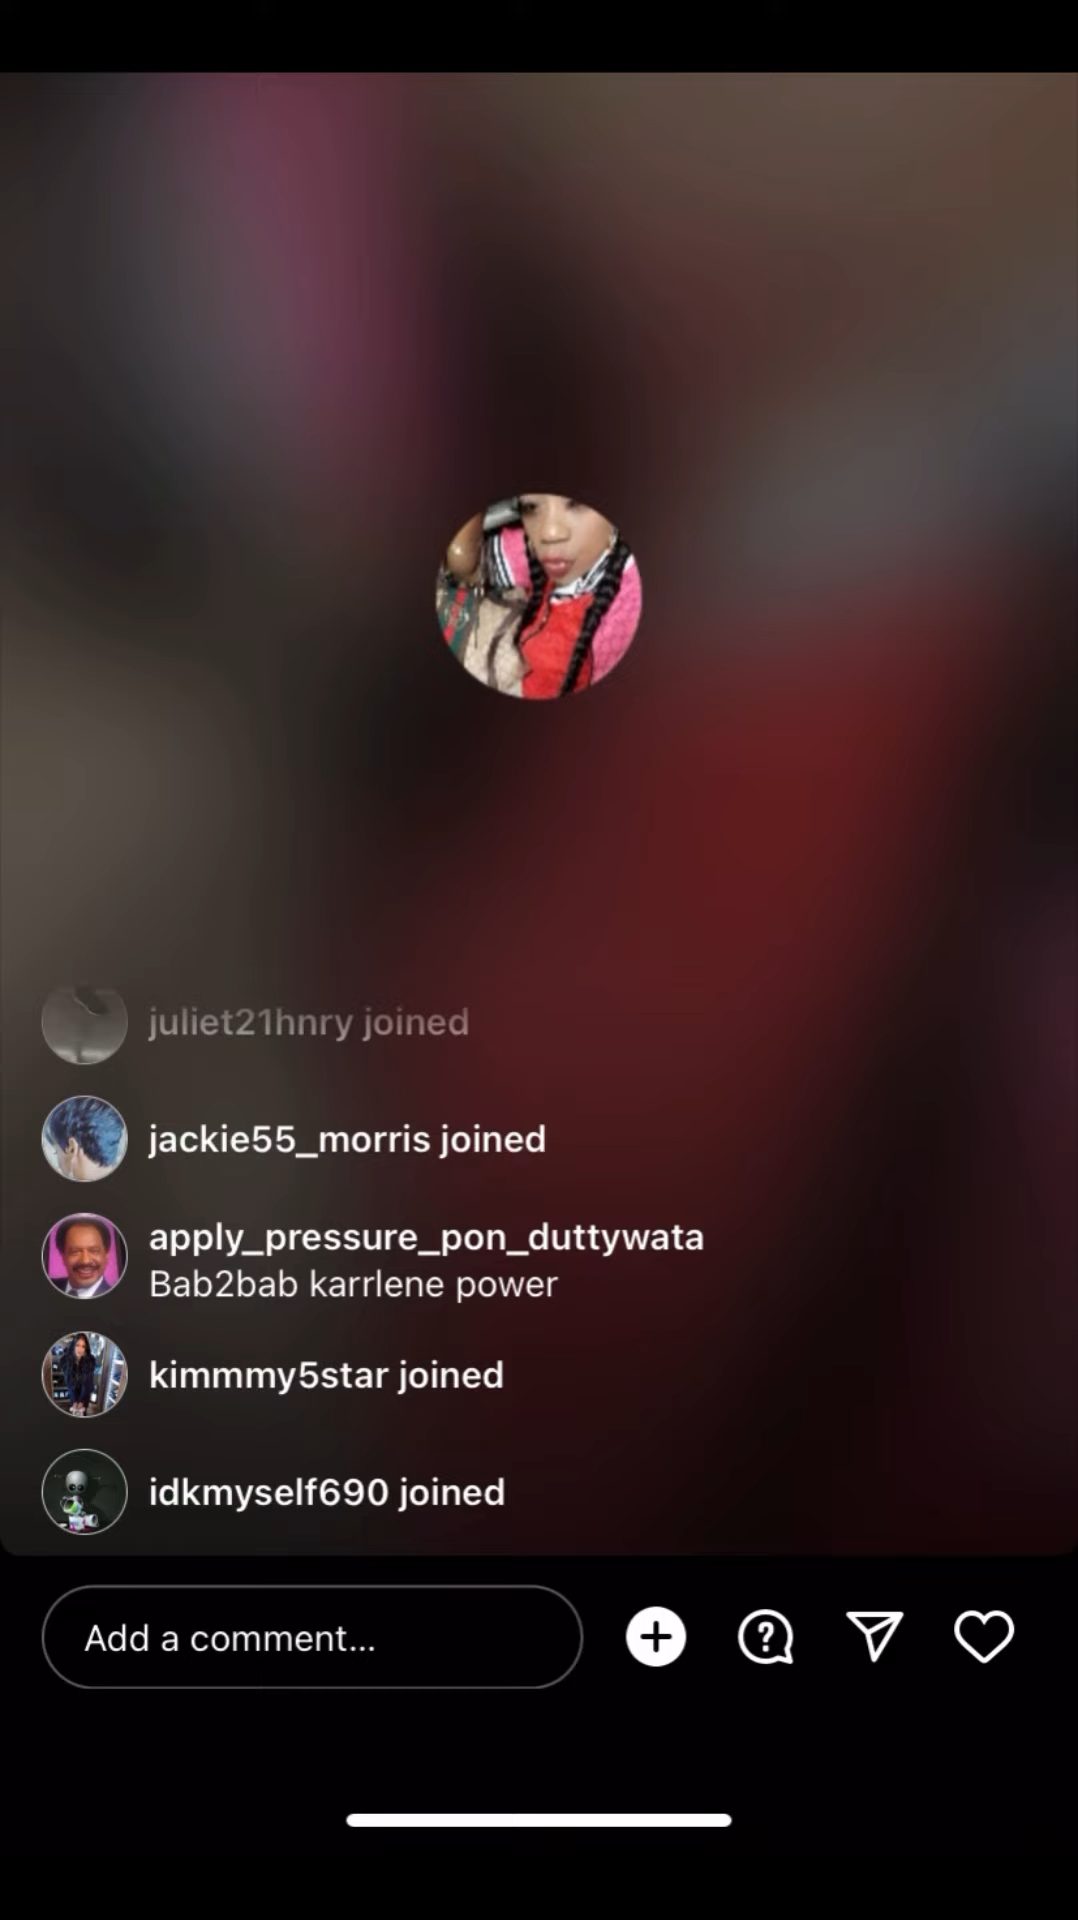 juliet21hnry joined
jackie55_morris joined
apply_pressure_pon_duttywata
Bab2bab karrlene power
kimmmy5star joined
idkmyself690 joined
Add a comment...